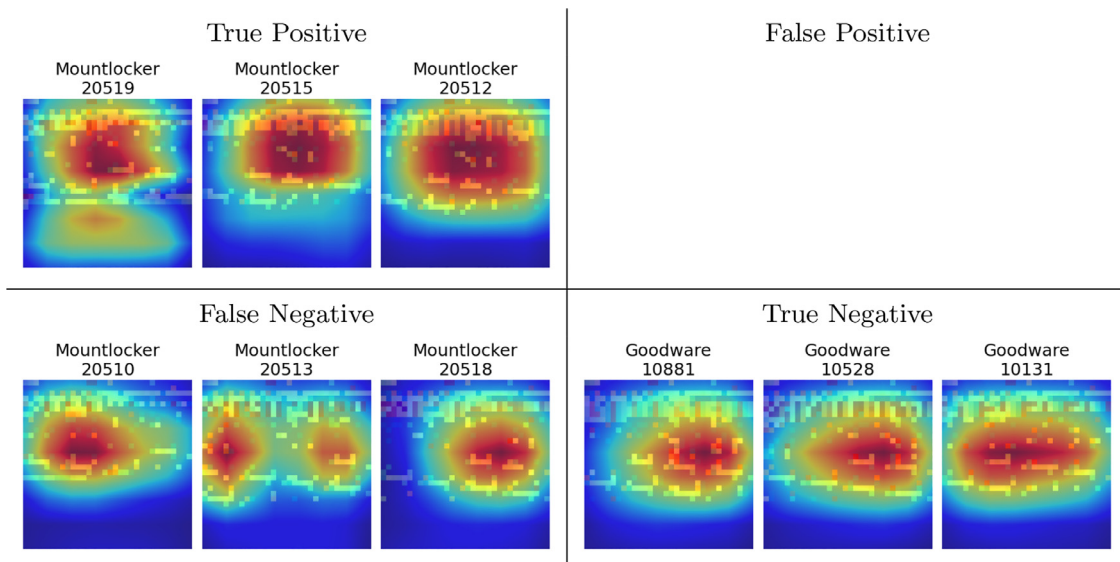 True Positive
Mountlocker
20519
Mountlocker
20515
Mountlocker
20512
False Positive
False Negative
Mountlocker
20510
Mountlocker
20513
Mountlocker
20518
True Negative
Goodware
10881
Goodware
10528
Goodware
10131